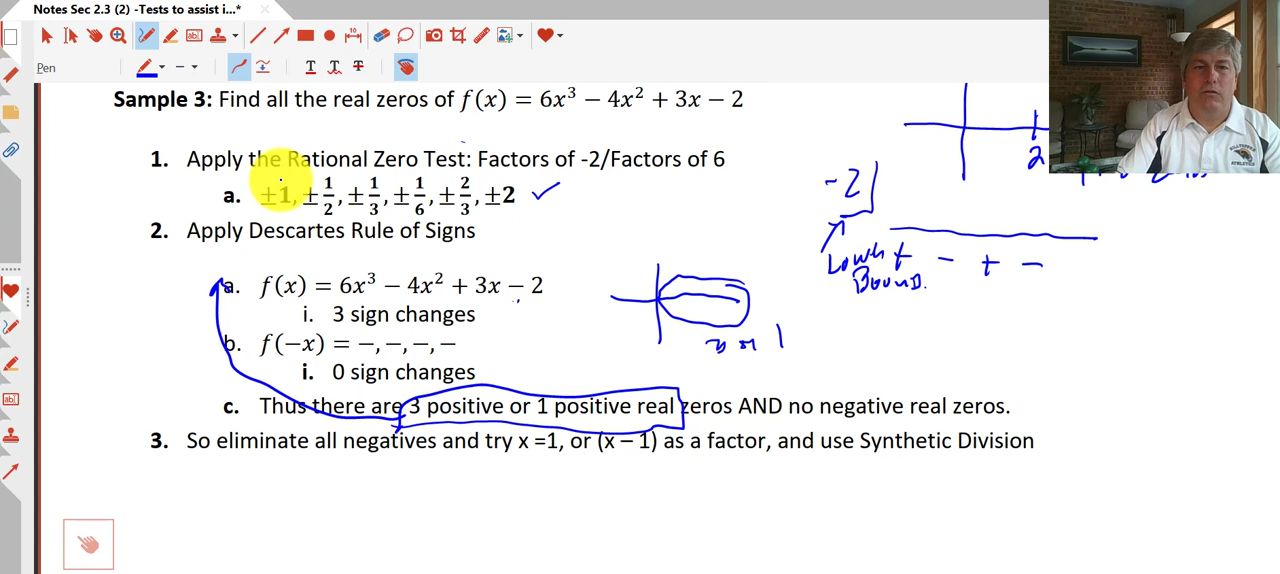 Notes Sec 2.3 (2) -Tests to assist i...*
Pen
Sample 3: Find all the real zeros of f(x) = 6x³ − 4x² + 3x − 2
1. Apply the Rational Zero Test: Factors of -2/Factors of 6
a. ±1, ±1/2, ±1/3, ±1/6, ±2/3, ±2 ✓
2. Apply Descartes Rule of Signs
a. f(x) = 6x³ − 4x² + 3x − 2
i. 3 sign changes
b. f(−x) = −, −, −, −
i. 0 sign changes
c. Thus there are 3 positive or 1 positive real zeros AND no negative real zeros.
3. So eliminate all negatives and try x =1, or (x – 1) as a factor, and use Synthetic Division
2
-2
+ − + −
Lower
Bound.
3 or 1
HILLTOPPER
ATHLETICS